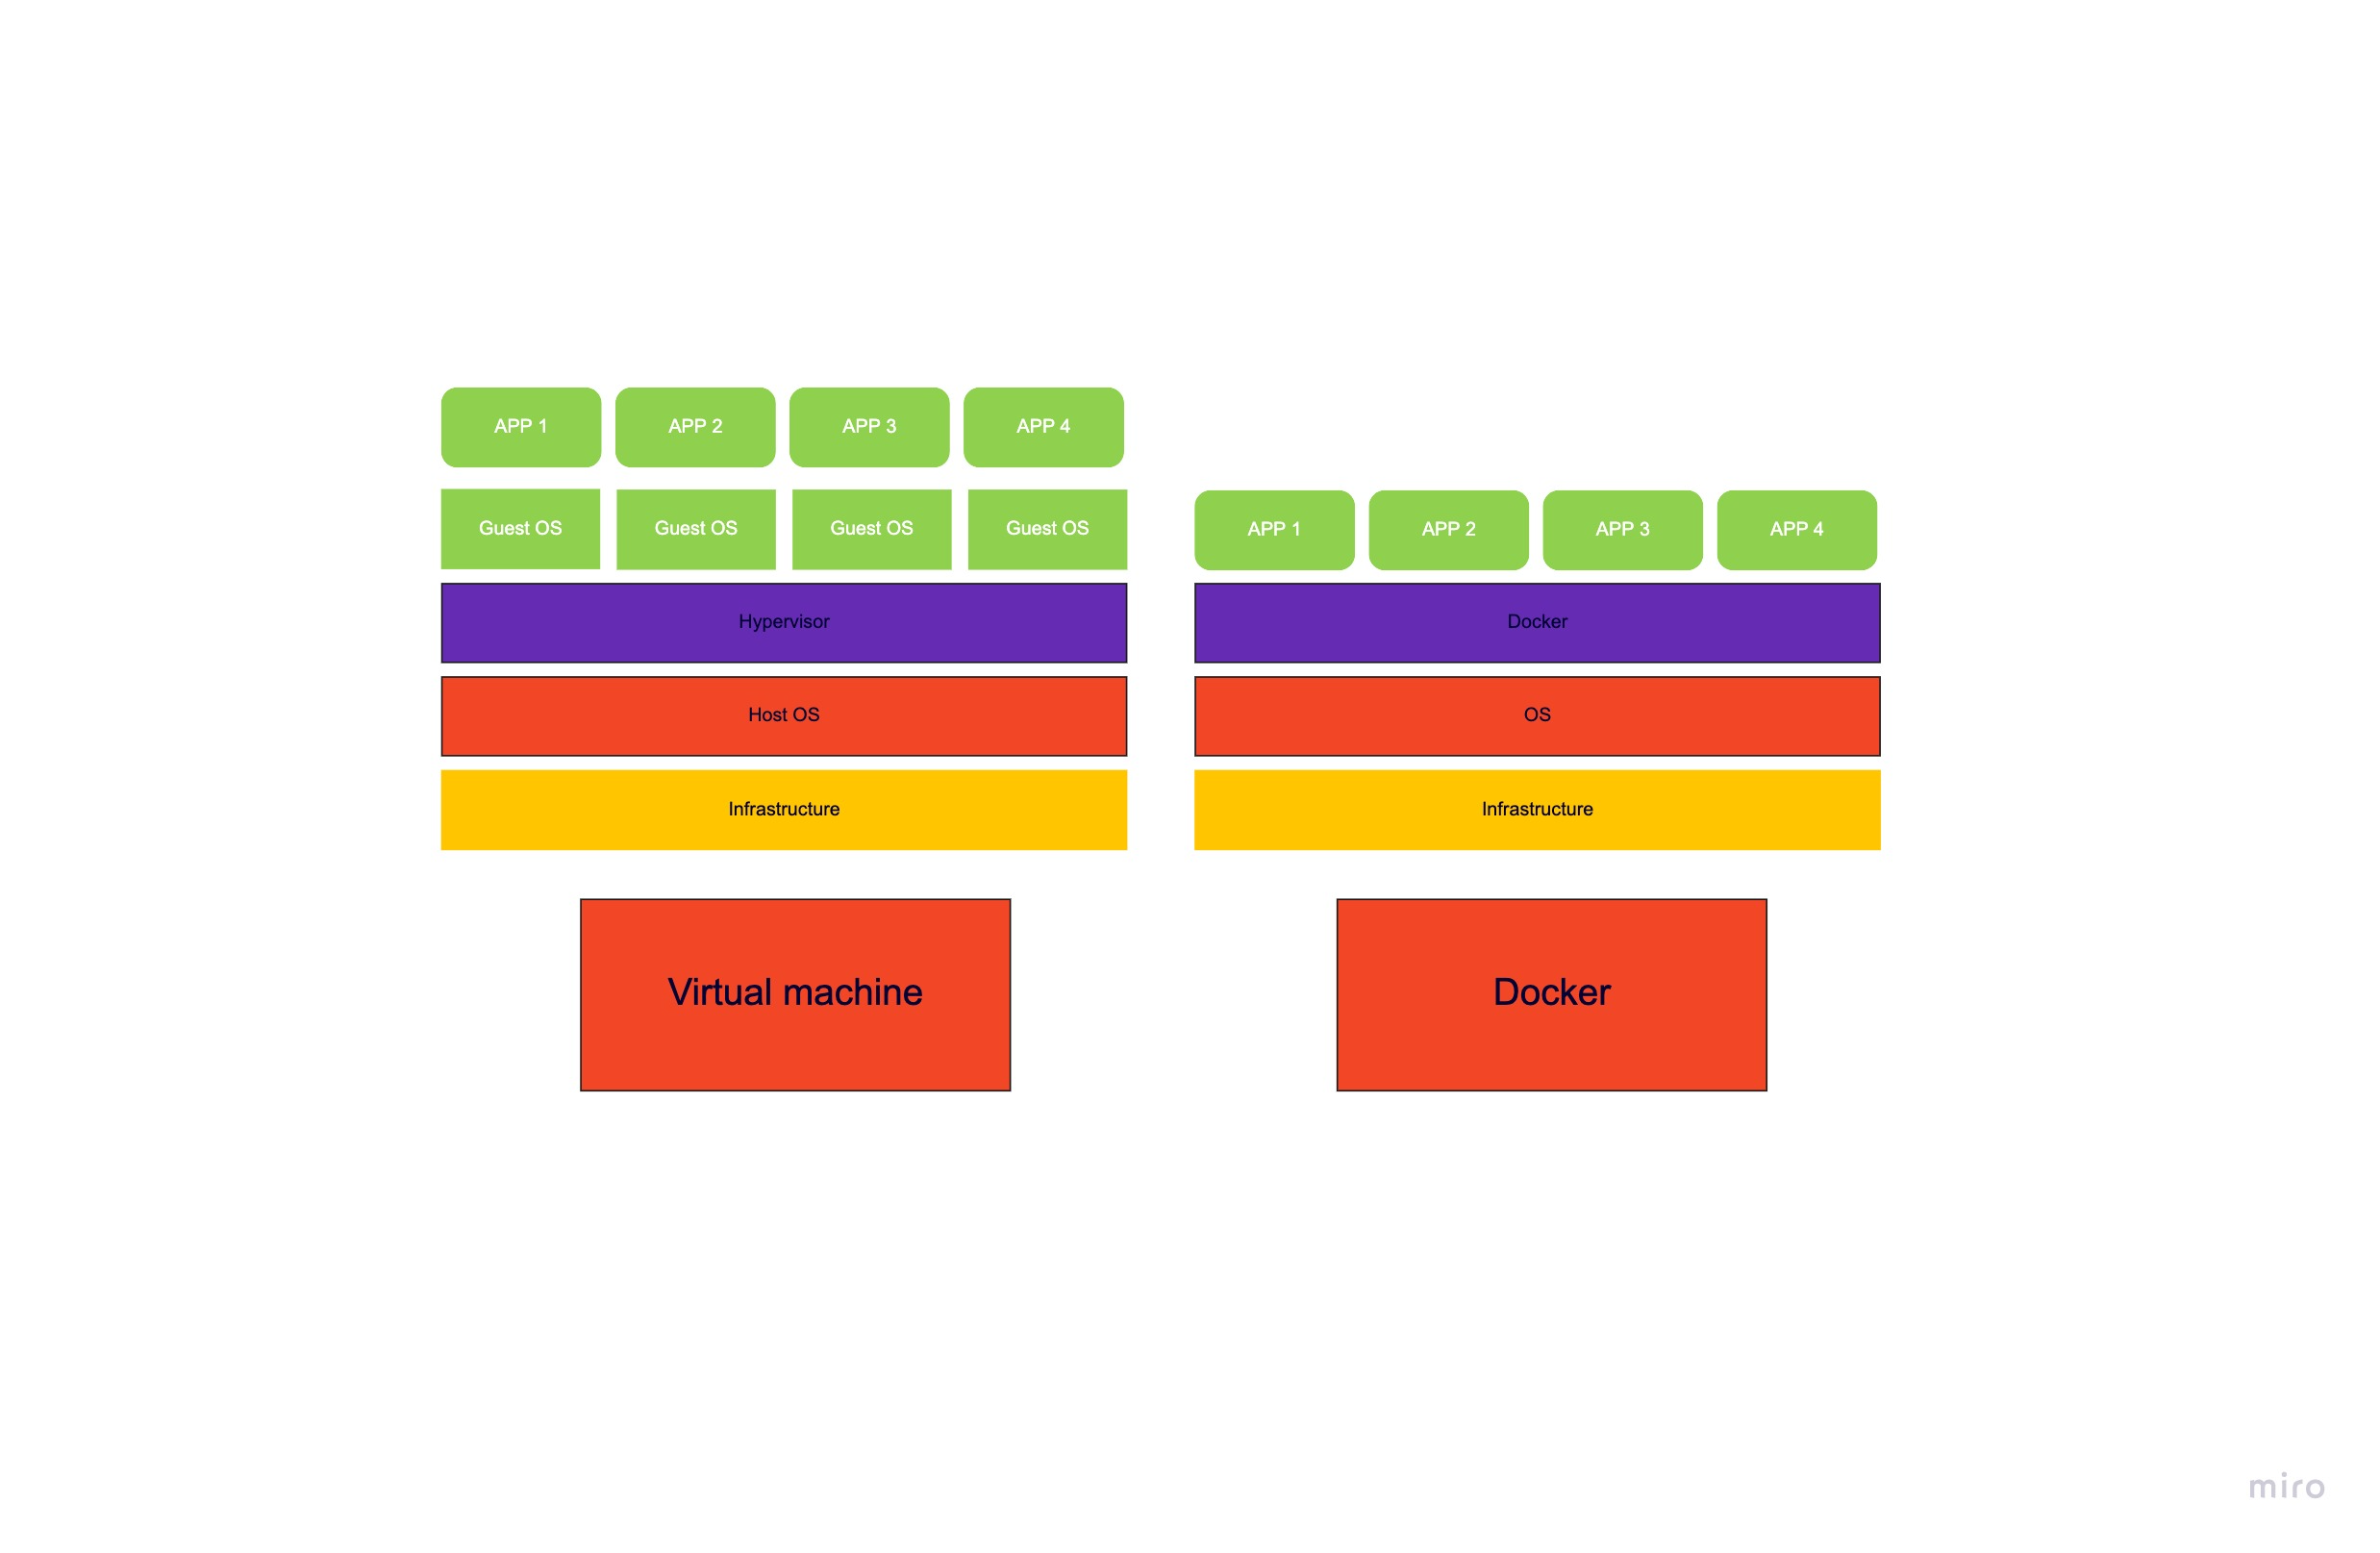 APP 1
APP 2
APP 3
APP 4
Guest OS
Guest OS
Guest OS
Guest OS
Hypervisor
Host OS
Infrastructure
Virtual machine
APP 1
APP 2
APP 3
APP 4
Docker
OS
Infrastructure
Docker
miro